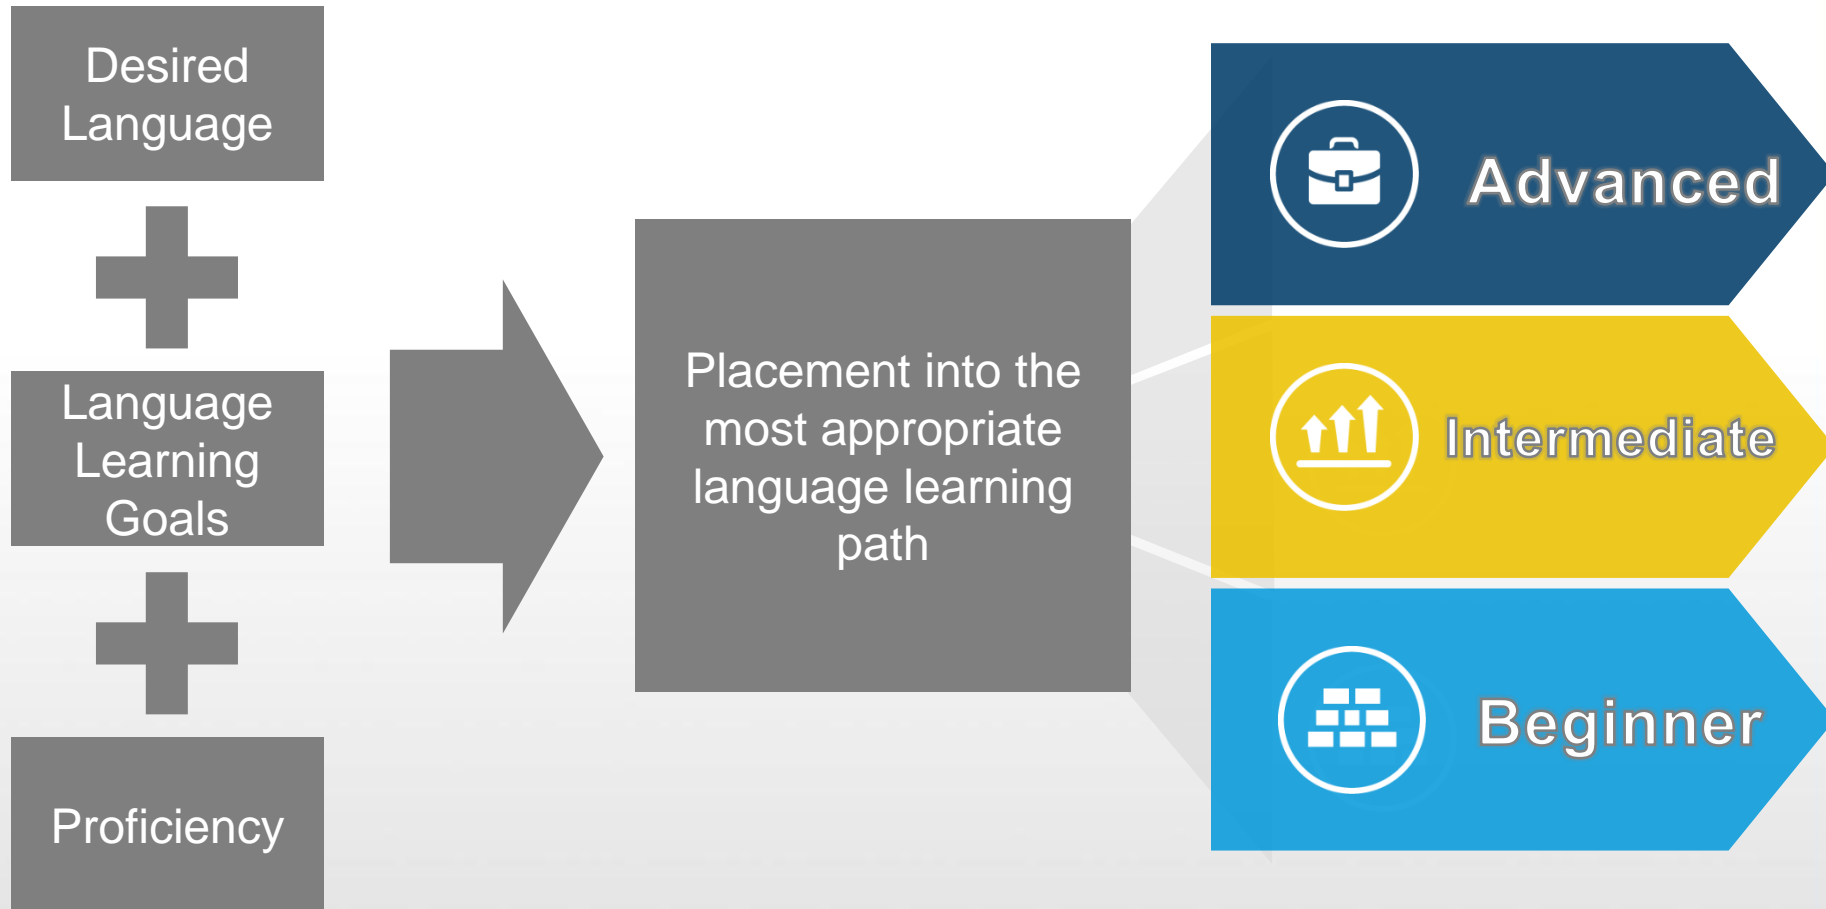 Desired
Language
Language
Learning
Goals
Proficiency
Placement into the
most appropriate
language learning
path
Advanced
Intermediate
Beginner